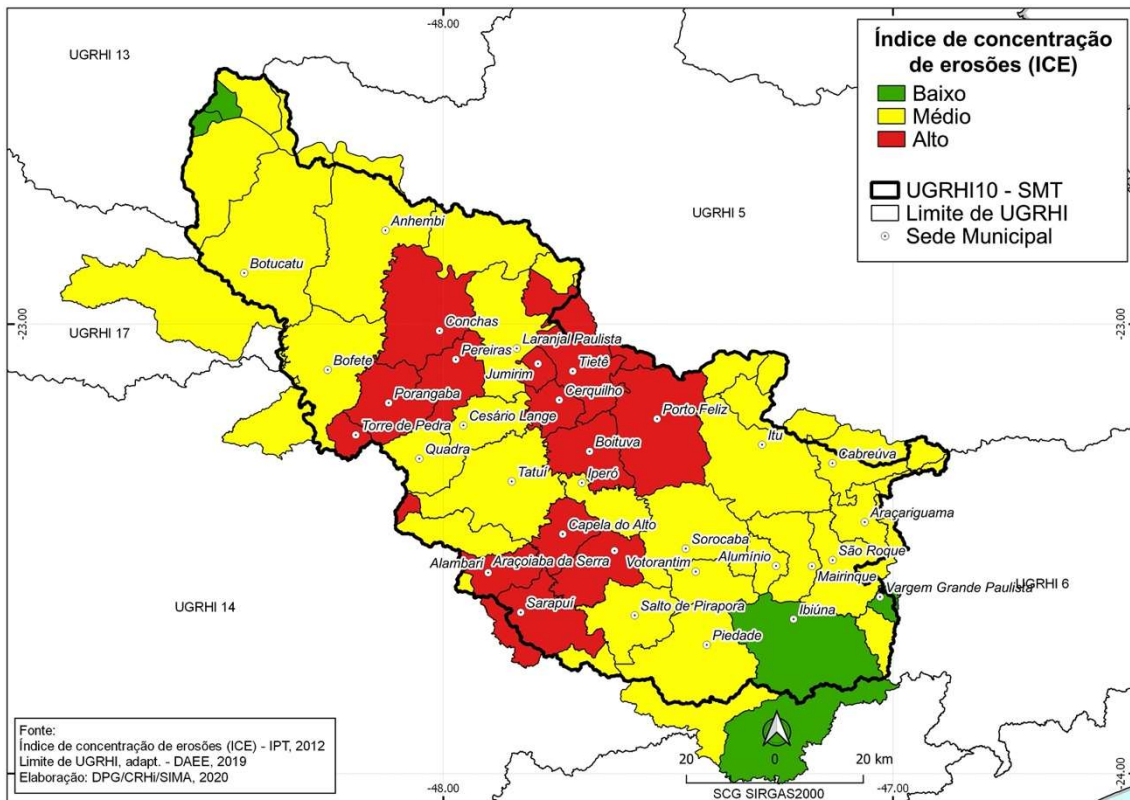 -48.00
-47.00
UGRHI 13
Índice de concentração
de erosões (ICE)
Baixo
Médio
Alto
UGRHI10 - SMT
Limite de UGRHI
Sede Municipal
UGRHI 5
Anhembi
Botucatu
-23.00
-23.00
UGRHI 17
Conchas
Laranjal Paulista
Pereiras
Bofete
Jumirim
Tietê
Porangaba
Cerquilho
Cesário Lange
Porto Feliz
Torre de Pedra
Boituva
Itu
Quadra
Cabreúva
Tatuí
Iperó
Araçariguama
Capela do Alto
Sorocaba
São Roque
Alambari
Araçoiaba da Serra
Votorantim
Alumínio
Mairinque
UGRHI 6
Vargem Grande Paulista
UGRHI 14
Sarapuí
Salto de Pirapora
Ibiúna
Piedade
Fonte:
Índice de concentração de erosões (ICE) - IPT, 2012
Limite de UGRHI, adapt. - DAEE, 2019
Elaboração: DPG/CRHi/SIMA, 2020
20 0 20 km
SCG SIRGAS2000
-48.00
-47.00
-24.00